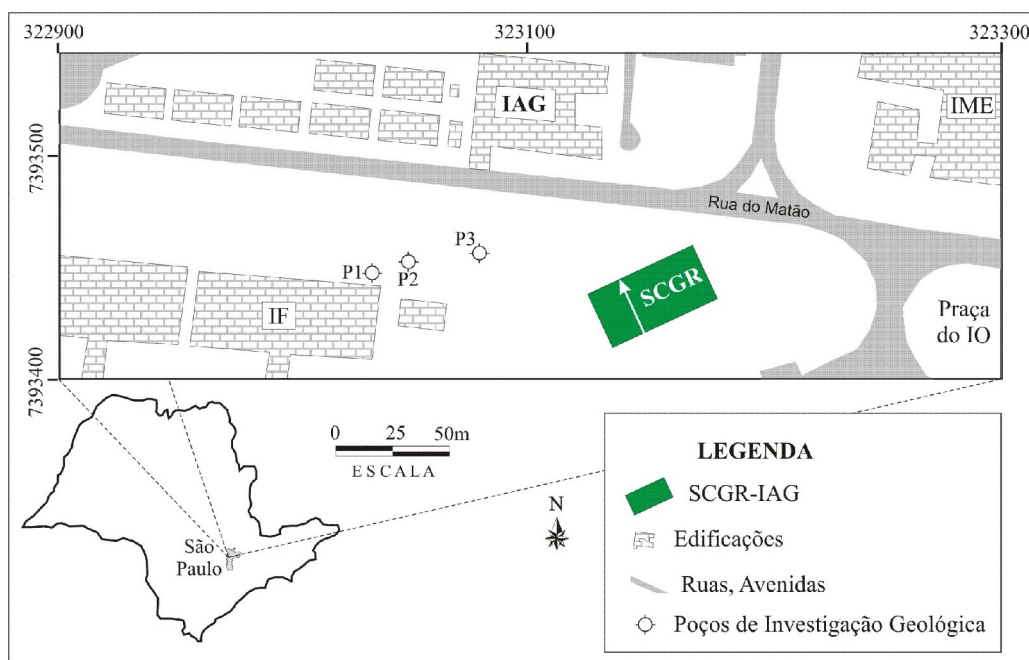 322900
323100
323300
7393500
7393400
IAG
IME
Rua do Matão
P3
P1
P2
SCGR
IF
Praça
do IO
0 25 50m
ESCALA
N
São
Paulo
LEGENDA
SCGR-IAG
Edificações
Ruas, Avenidas
Poços de Investigação Geológica